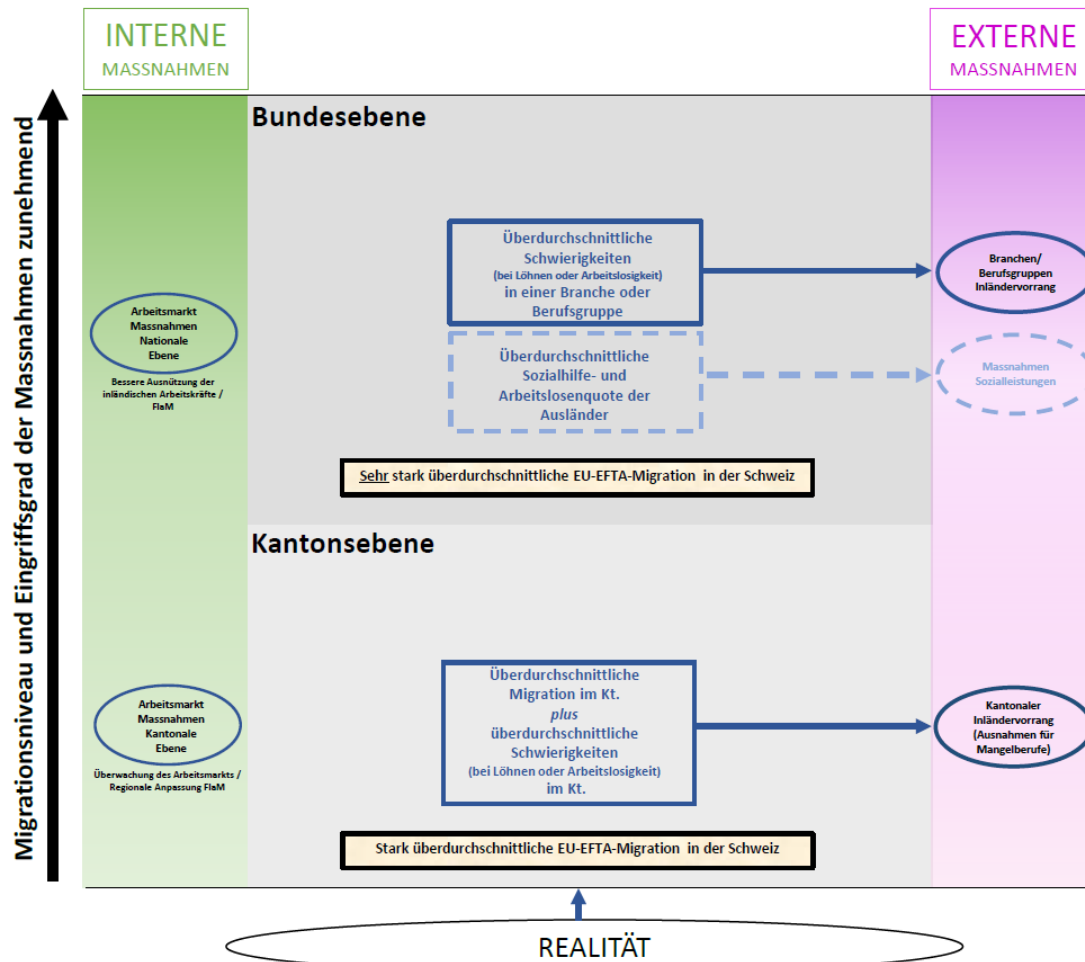 INTERNE
MASSNAHMEN
EXTERNE
MASSNAHMEN
Migrationsniveau und Eingriffsgrad der Massnahmen zunehmend
Bundesebene
Überdurchschnittliche
Schwierigkeiten
(bei Löhnen oder Arbeitslosigkeit)
in einer Branche oder
Berufsgruppe
Branchen/
Berufsgruppen
Inländervorrang
Arbeitsmarkt
Massnahmen
Nationale
Ebene
Bessere Ausnützung der
inländischen Arbeitskräfte /
FlaM
Überdurchschnittliche
Sozialhilfe- und
Arbeitslosenquote der
Ausländer
Massnahmen
Sozialleistungen
Sehr stark überdurchschnittliche EU-EFTA-Migration in der Schweiz
Kantonsebene
Arbeitsmarkt
Massnahmen
Kantonale
Ebene
Überwachung des Arbeitsmarkts /
Regionale Anpassung FlaM
Überdurchschnittliche
Migration im Kt.
plus
überdurchschnittliche
Schwierigkeiten
(bei Löhnen oder Arbeitslosigkeit)
im Kt.
Kantonaler
Inländervorrang
(Ausnahmen für
Mangelberufe)
Stark überdurchschnittliche EU-EFTA-Migration in der Schweiz
REALITÄT